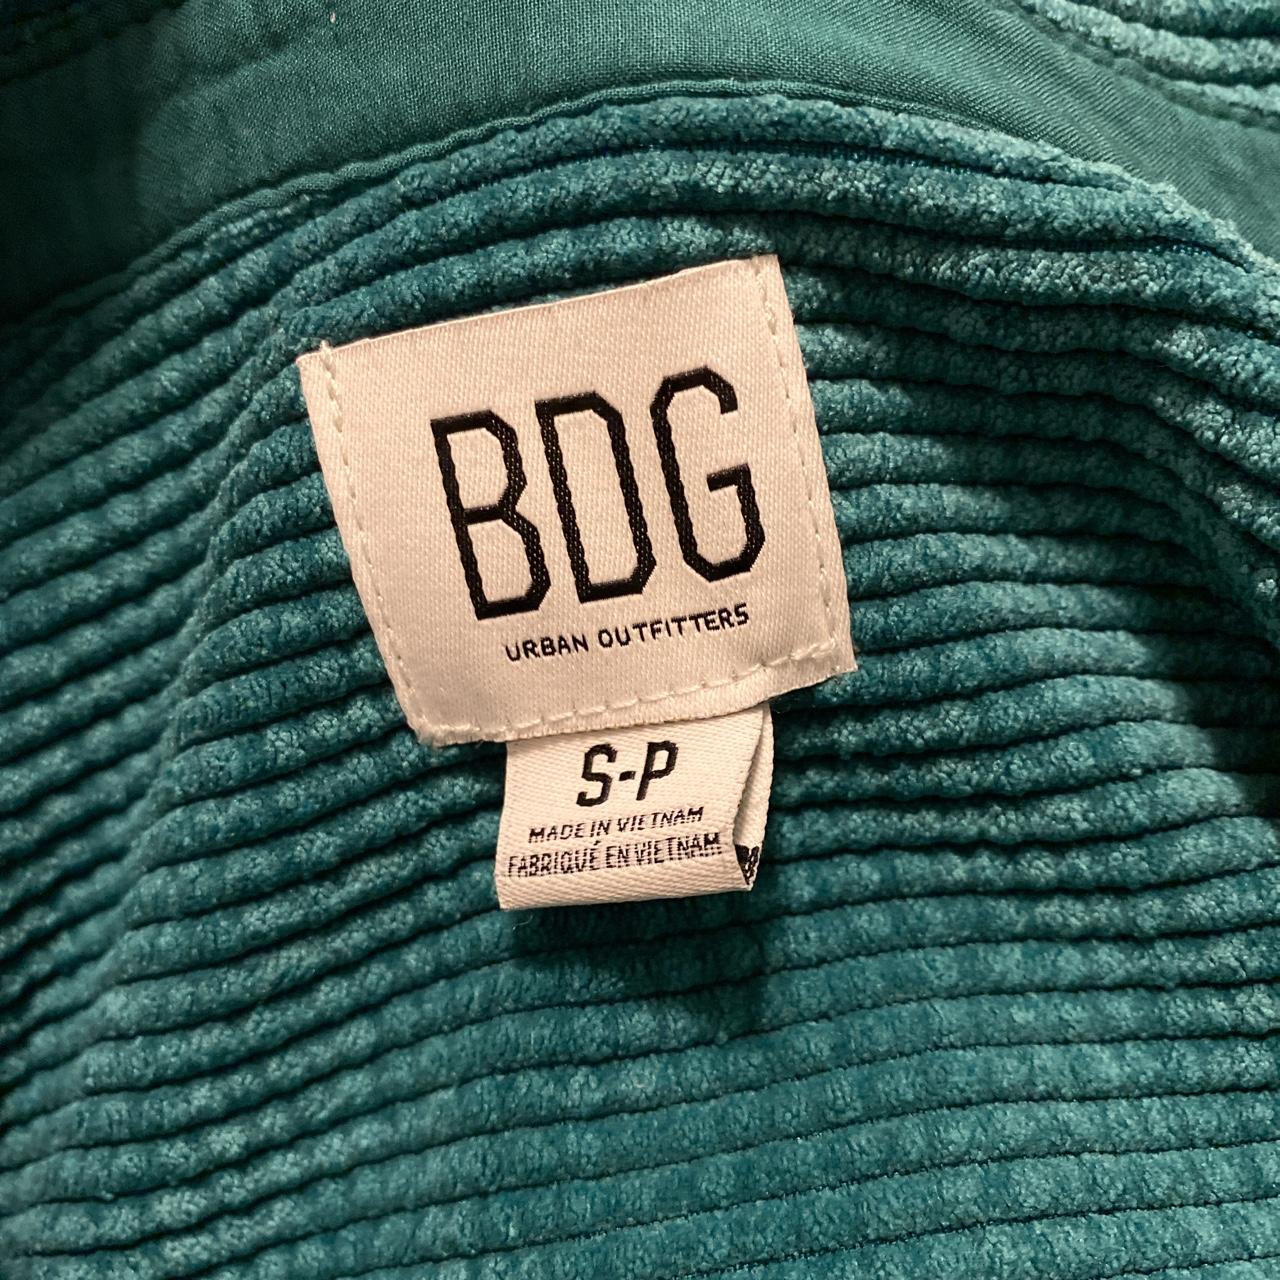 BDG
URBAN OUTFITTERS
S-P
MADE IN VIETNAM
FABRIQUÉ EN VIETNAM